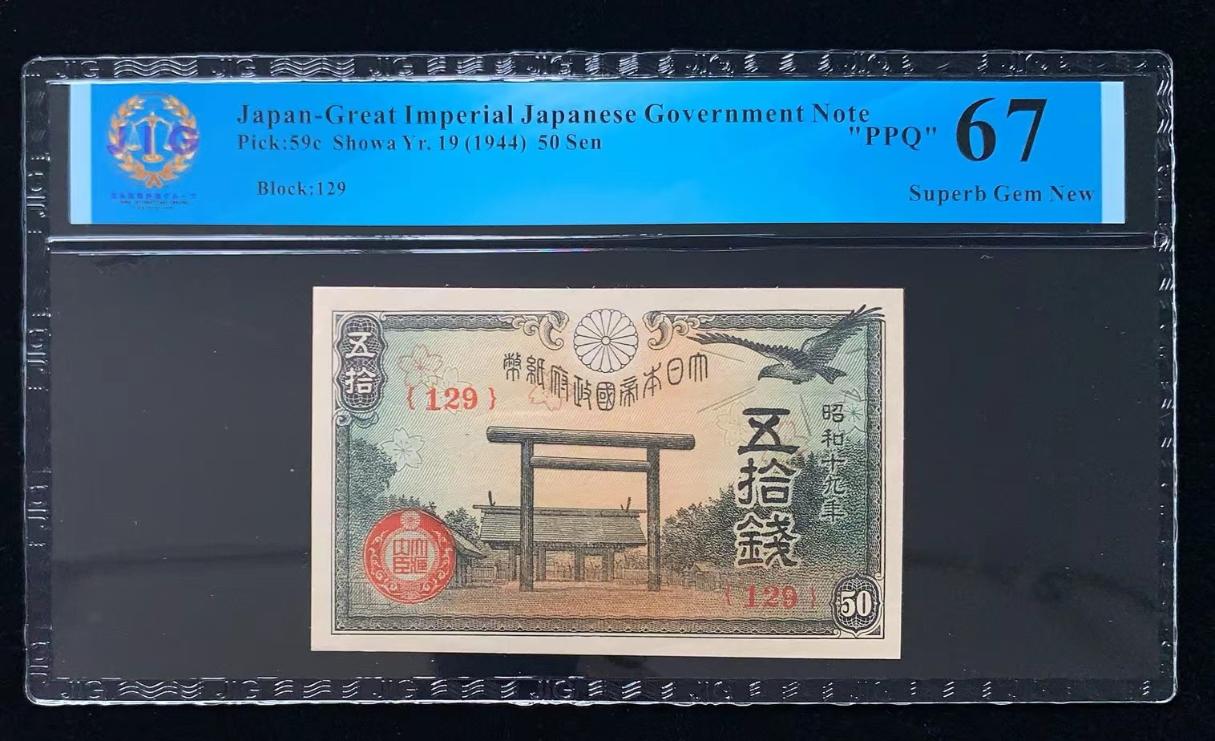 Japan-Great Imperial Japanese Government Note
Pick:59c Showa Yr. 19 (1944) 50 Sen
Block:129
"PPQ" 67
Superb Gem New
JIG
五拾
大日本帝國政府紙幣
{129}
昭和十九年
五拾錢
{129}
50